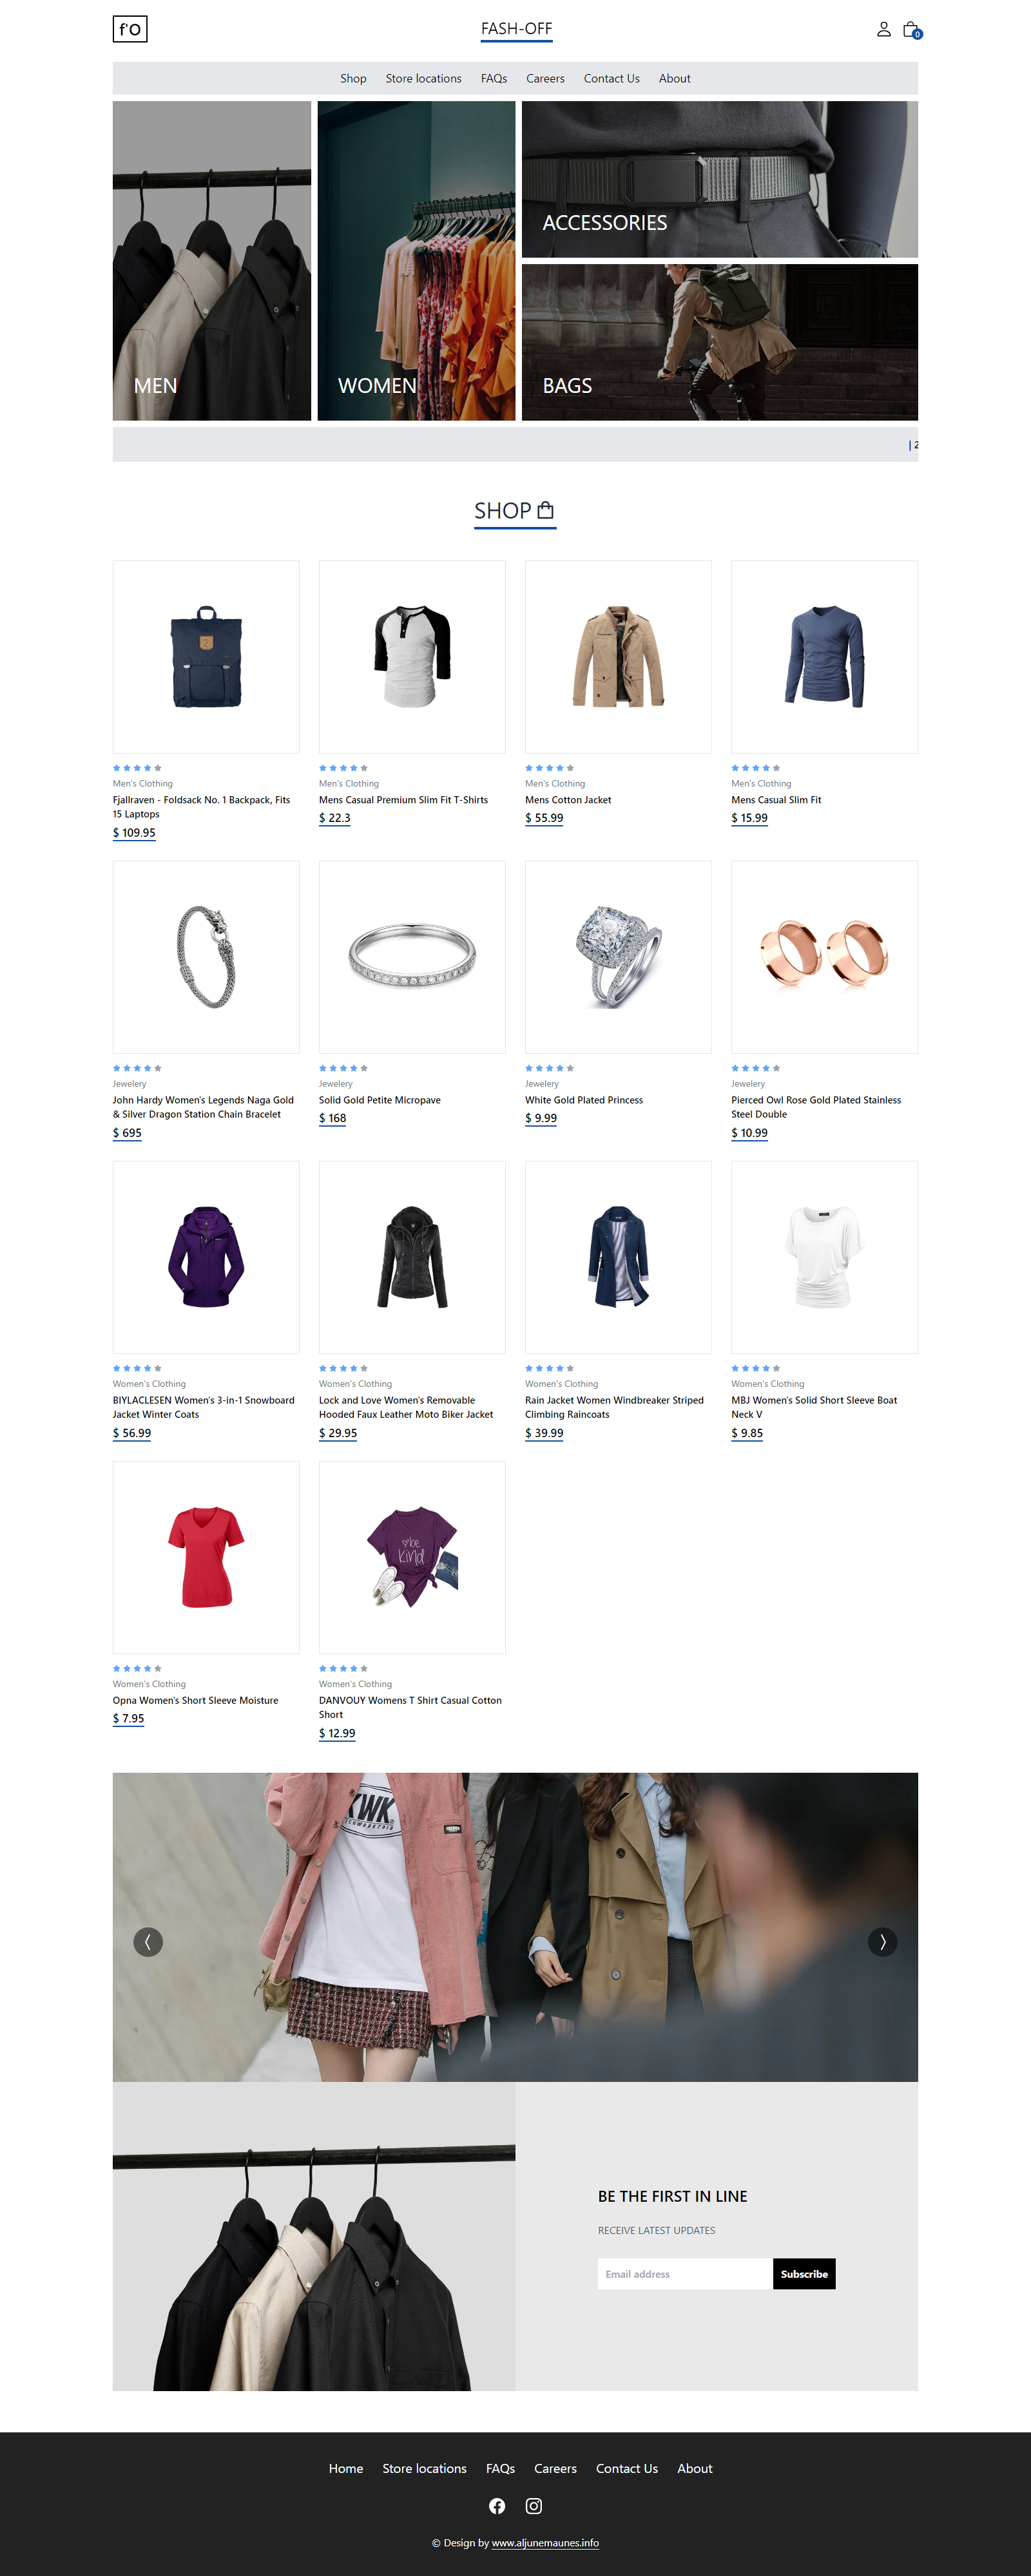 f'O
FASH-OFF
0
Shop Store locations FAQs Careers Contact Us About
MEN
WOMEN
ACCESSORIES
BAGS
| 2
SHOP
Men's Clothing
Fjallraven - Foldsack No. 1 Backpack, Fits
15 Laptops
$ 109.95
Men's Clothing
Mens Casual Premium Slim Fit T-Shirts
$ 22.3
Men's Clothing
Mens Cotton Jacket
$ 55.99
Men's Clothing
Mens Casual Slim Fit
$ 15.99
Jewelery
John Hardy Women's Legends Naga Gold
& Silver Dragon Station Chain Bracelet
$ 695
Jewelery
Solid Gold Petite Micropave
$ 168
Jewelery
White Gold Plated Princess
$ 9.99
Jewelery
Pierced Owl Rose Gold Plated Stainless
Steel Double
$ 10.99
Women's Clothing
BIYLACLESEN Women's 3-in-1 Snowboard
Jacket Winter Coats
$ 56.99
Women's Clothing
Lock and Love Women's Removable
Hooded Faux Leather Moto Biker Jacket
$ 29.95
Women's Clothing
Rain Jacket Women Windbreaker Striped
Climbing Raincoats
$ 39.99
Women's Clothing
MBJ Women's Solid Short Sleeve Boat
Neck V
$ 9.85
Women's Clothing
Opna Women's Short Sleeve Moisture
$ 7.95
be
kind
Women's Clothing
DANVOUY Womens T Shirt Casual Cotton
Short
$ 12.99
KWK
BE THE FIRST IN LINE
RECEIVE LATEST UPDATES
Email address
Subscribe
Home Store locations FAQs Careers Contact Us About
© Design by www.aljunemaunes.info